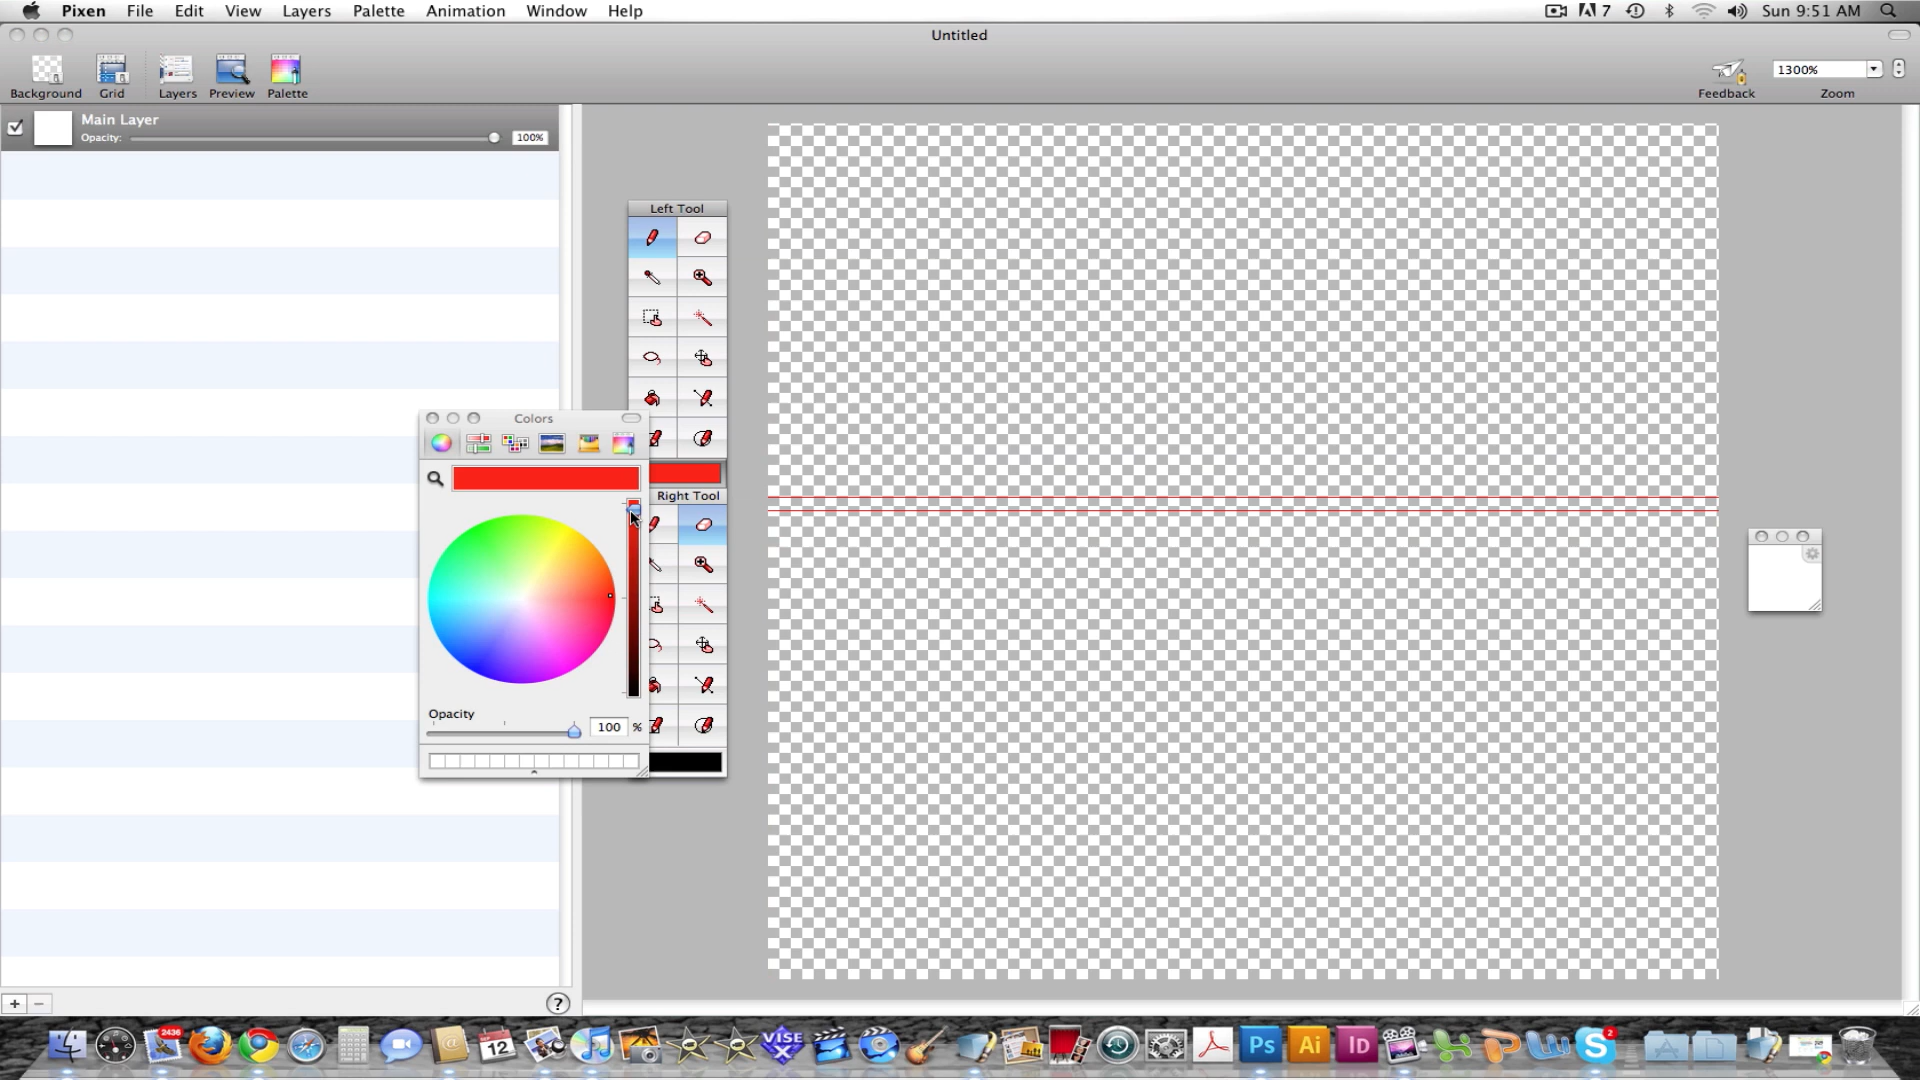 Pixen File Edit View Layers Palette Animation Window Help 7 Sun 9:51 AM
Untitled
Background Grid Layers Preview Palette
1300%
Feedback Zoom
Main Layer
Opacity: 100%
Left Tool
Colors
Right Tool
Opacity
100 %
+ − ?
2436
12
VISE X
Ps Ai Id
2